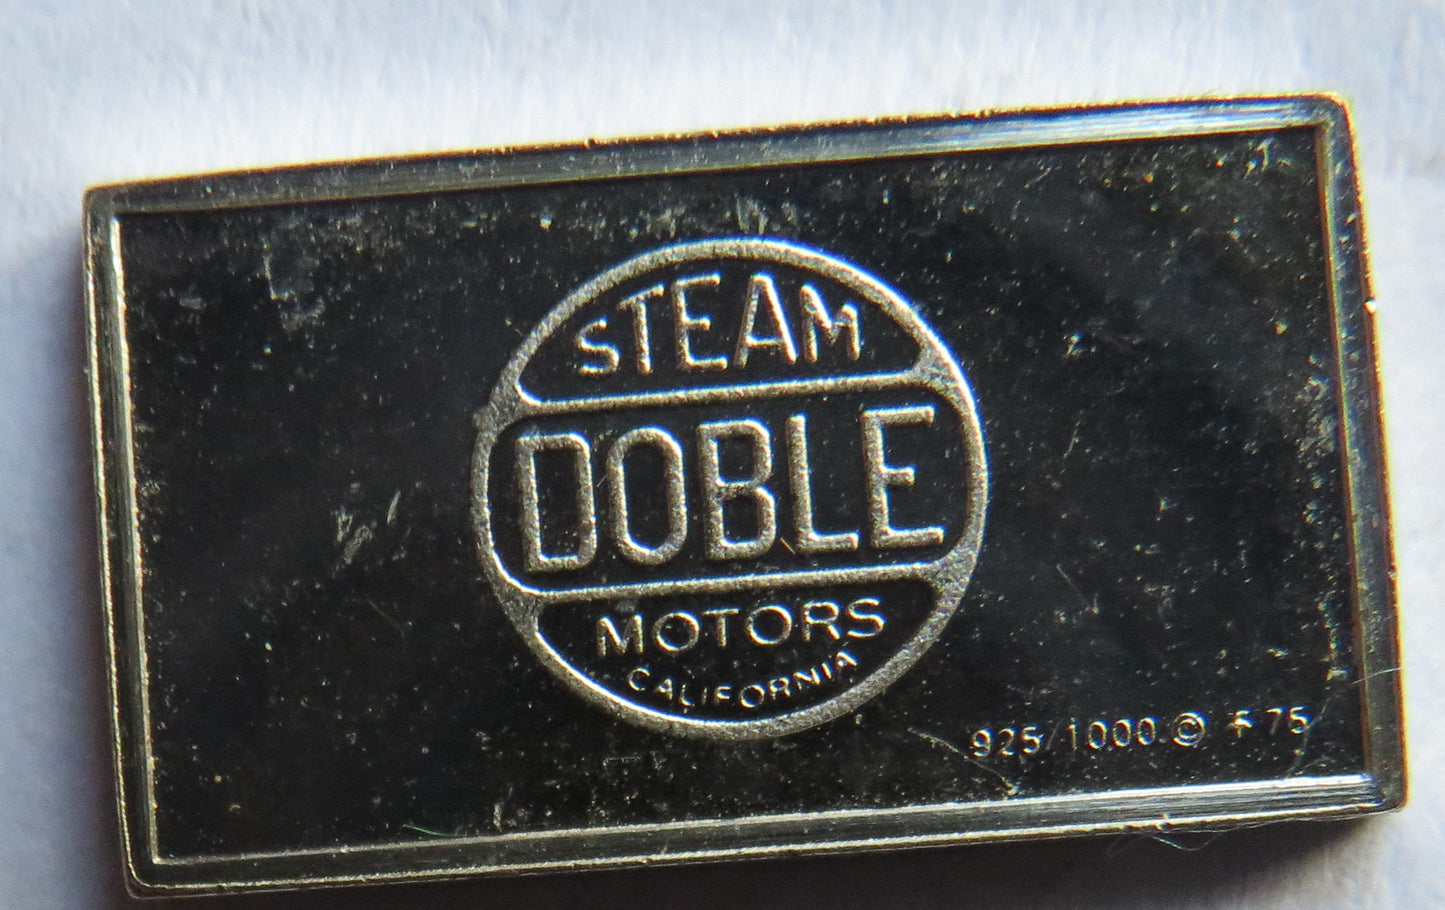 STEAM
DOBLE
MOTORS
CALIFORNIA
925/1000 © 75